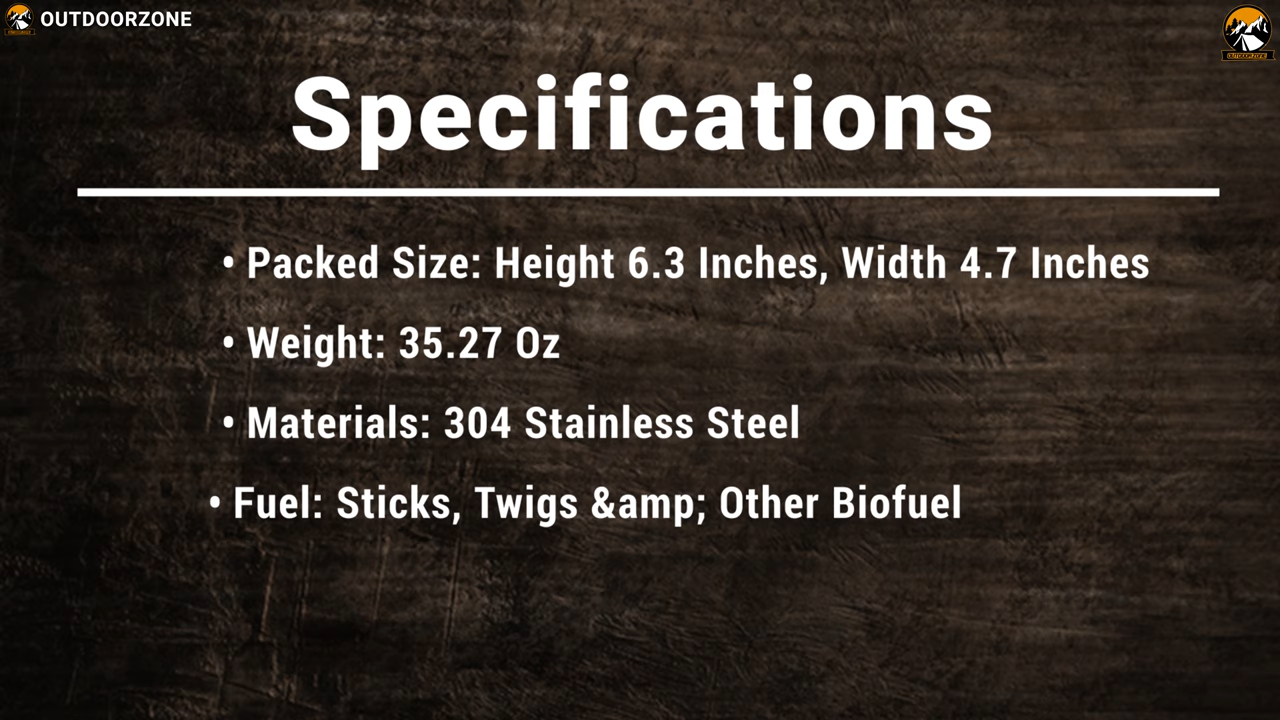 OUTDOORZONE
OUTDOORZONE
Specifications
• Packed Size: Height 6.3 Inches, Width 4.7 Inches
• Weight: 35.27 Oz
• Materials: 304 Stainless Steel
• Fuel: Sticks, Twigs &amp; Other Biofuel